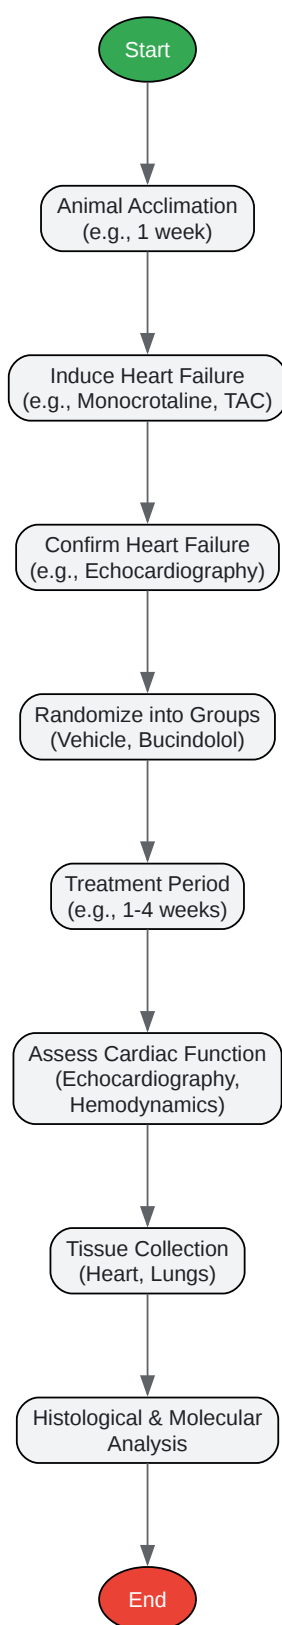 Start
Animal Acclimation
(e.g., 1 week)
Induce Heart Failure
(e.g., Monocrotaline, TAC)
Confirm Heart Failure
(e.g., Echocardiography)
Randomize into Groups
(Vehicle, Bucindolol)
Treatment Period
(e.g., 1-4 weeks)
Assess Cardiac Function
(Echocardiography,
Hemodynamics)
Tissue Collection
(Heart, Lungs)
Histological & Molecular
Analysis
End